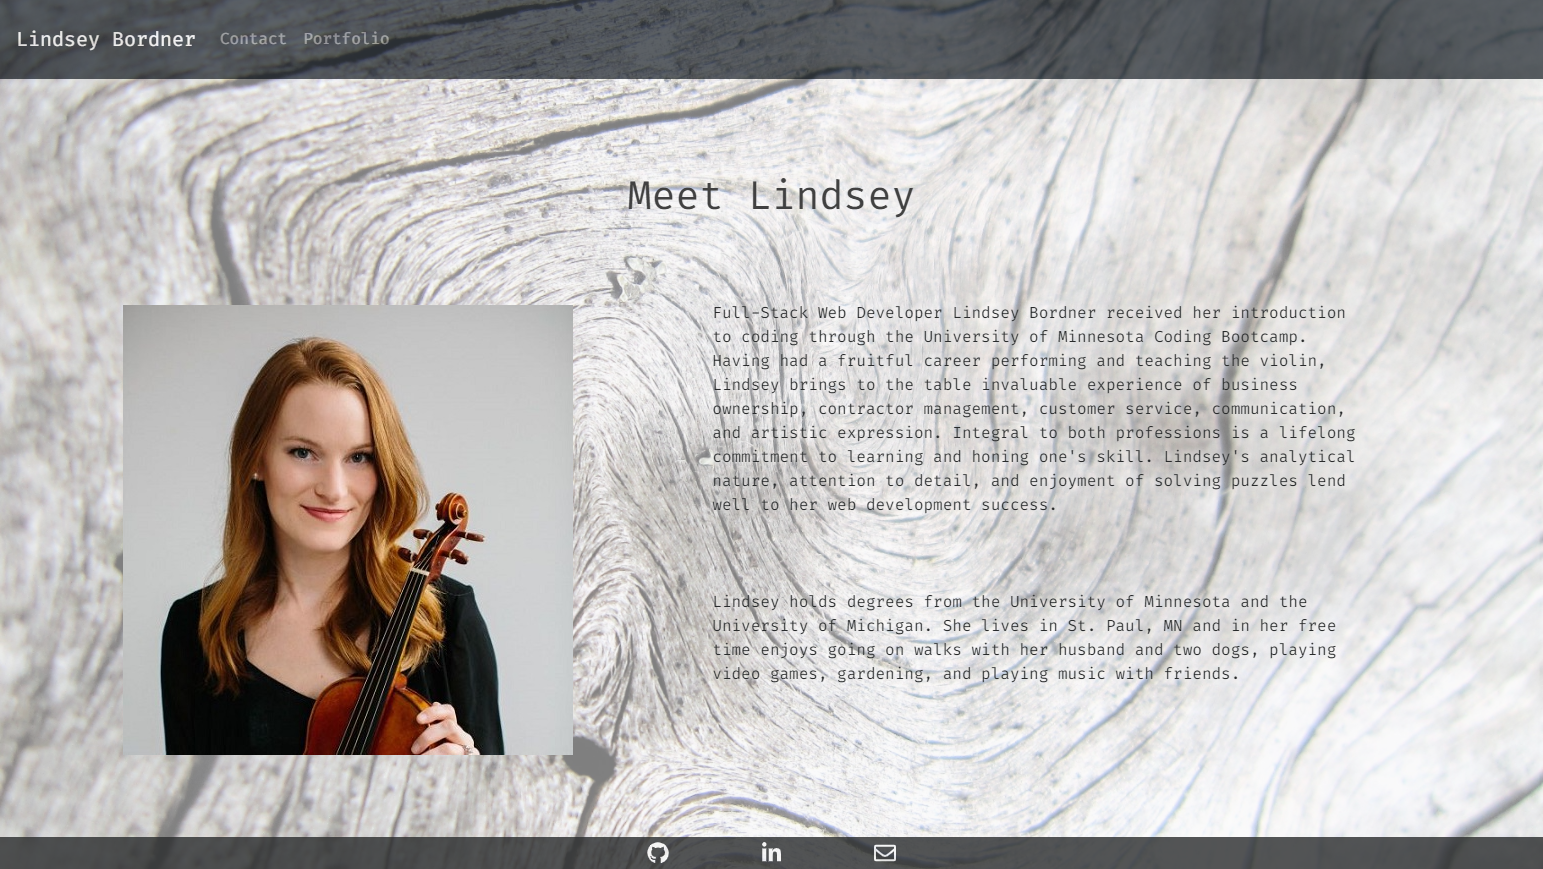 Lindsey Bordner Contact Portfolio
Meet Lindsey
Full-Stack Web Developer Lindsey Bordner received her introduction
to coding through the University of Minnesota Coding Bootcamp.
Having had a fruitful career performing and teaching the violin,
Lindsey brings to the table invaluable experience of business
ownership, contractor management, customer service, communication,
and artistic expression. Integral to both professions is a lifelong
commitment to learning and honing one's skill. Lindsey's analytical
nature, attention to detail, and enjoyment of solving puzzles lend
well to her web development success.
Lindsey holds degrees from the University of Minnesota and the
University of Michigan. She lives in St. Paul, MN and in her free
time enjoys going on walks with her husband and two dogs, playing
video games, gardening, and playing music with friends.
in